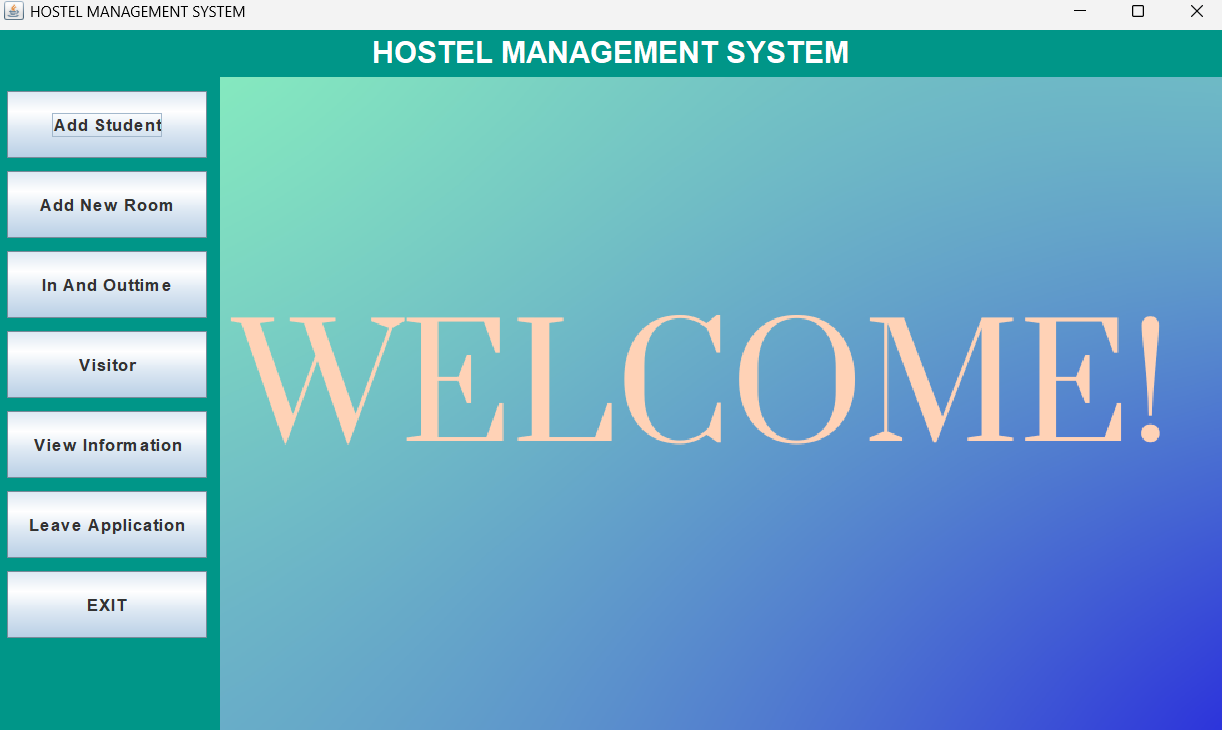 HOSTEL MANAGEMENT SYSTEM
HOSTEL MANAGEMENT SYSTEM
Add Student
Add New Room
In And Outtime
Visitor
View Information
Leave Application
EXIT
WELCOME!